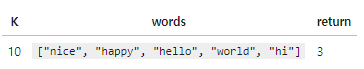 K words return
10 ["nice", "happy", "hello", "world", "hi"] 3